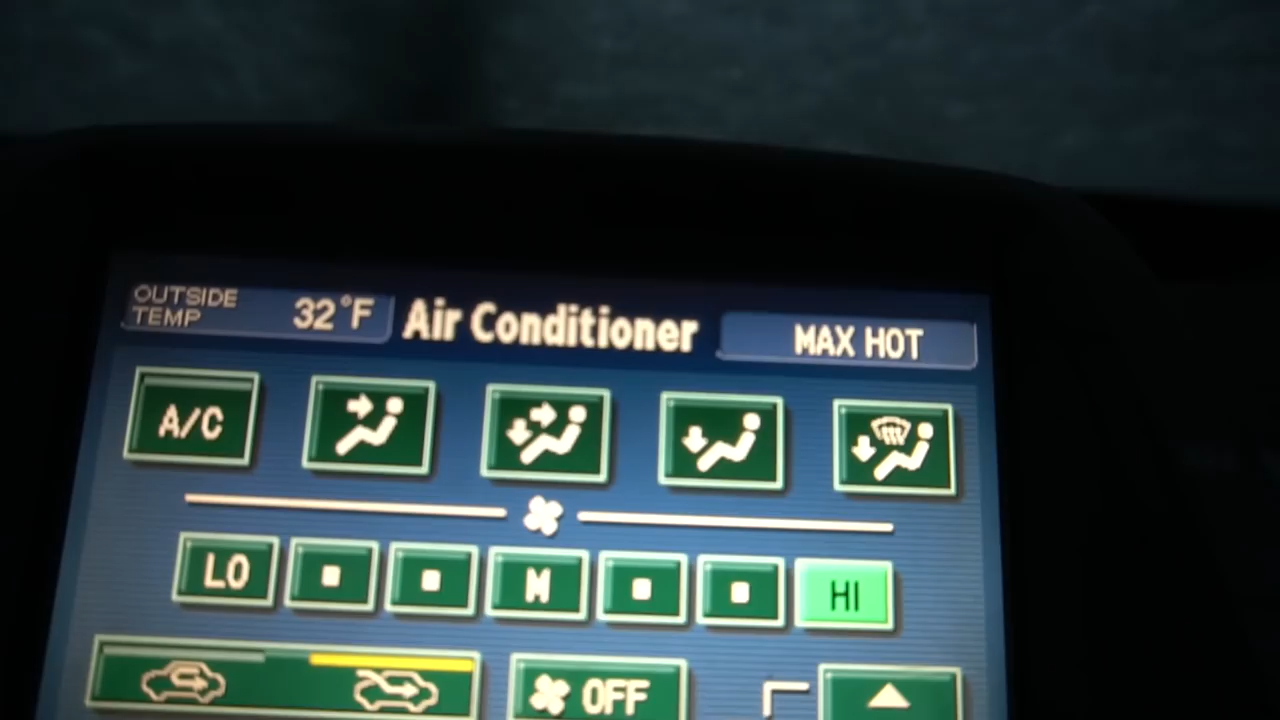 OUTSIDE
TEMP
32°F
Air Conditioner
MAX HOT
A/C
LO
M
HI
OFF